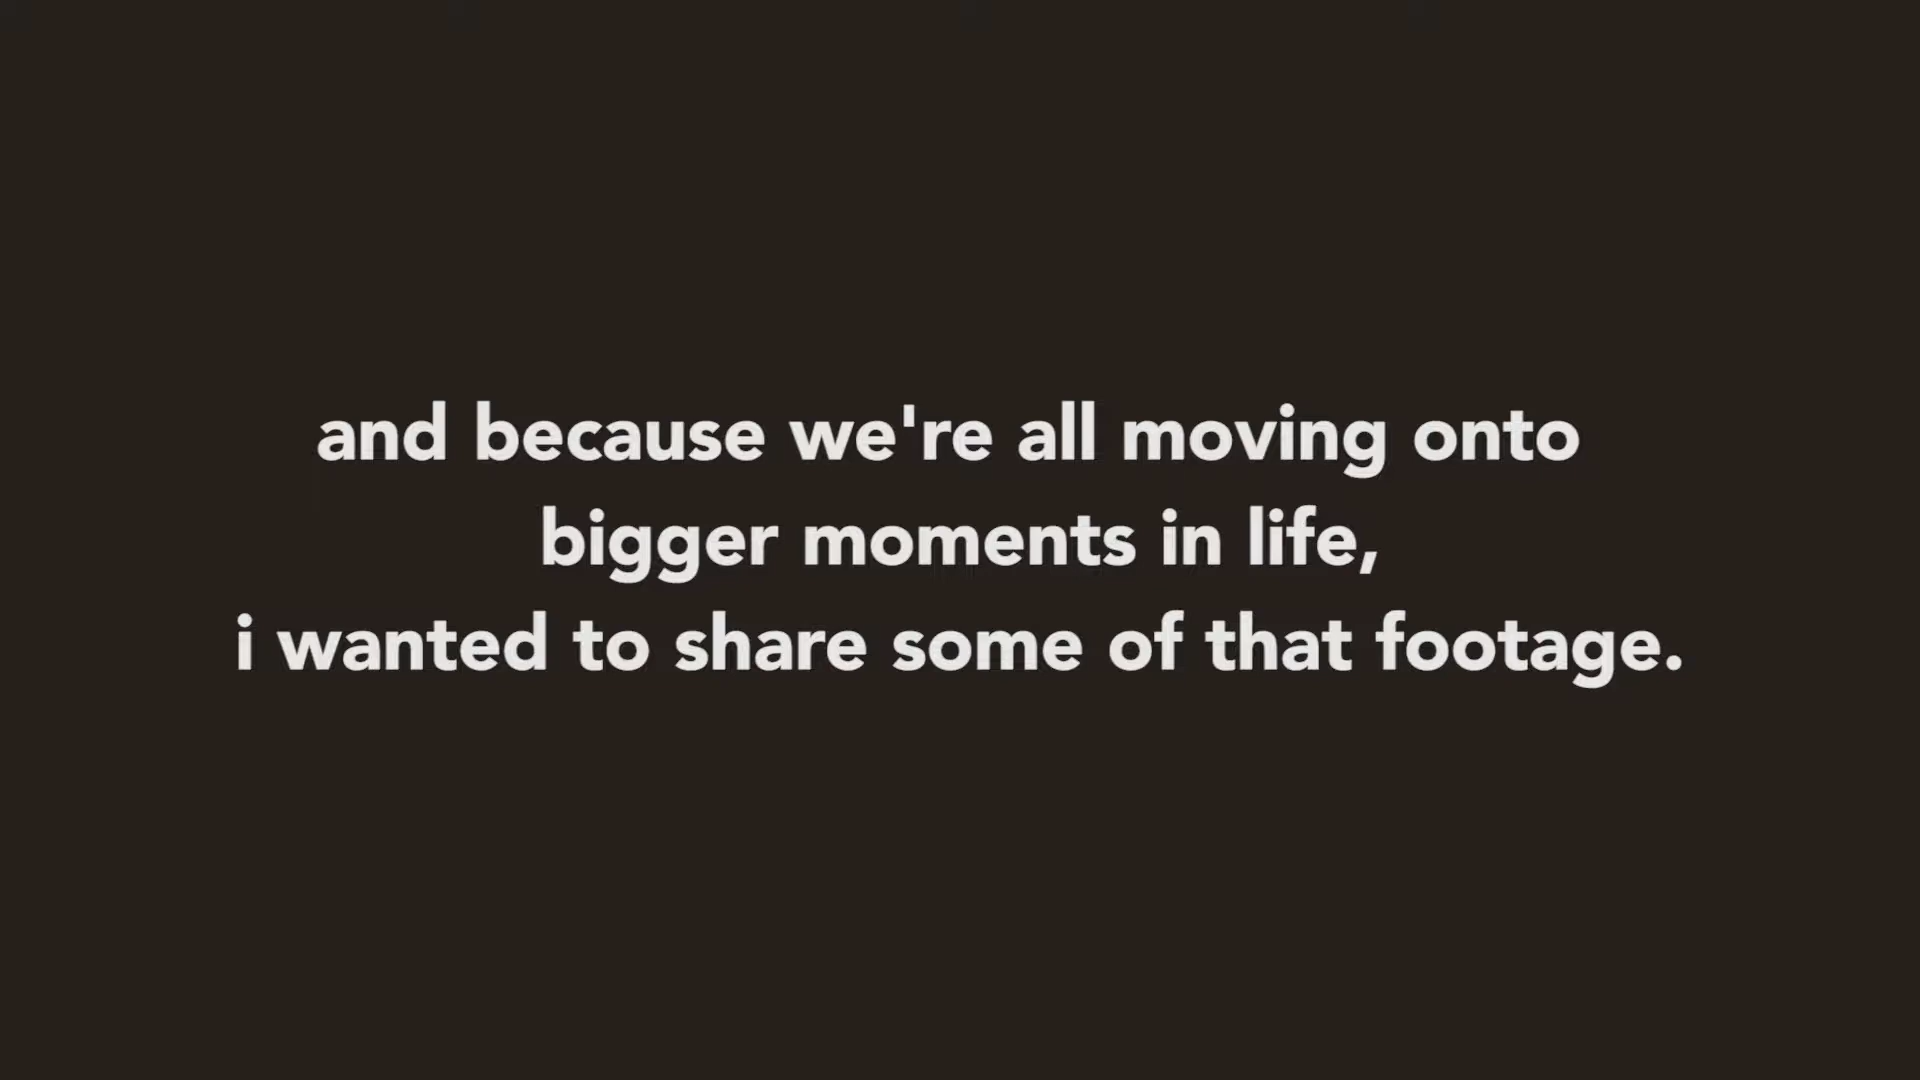 and because we're all moving onto
bigger moments in life,
i wanted to share some of that footage.